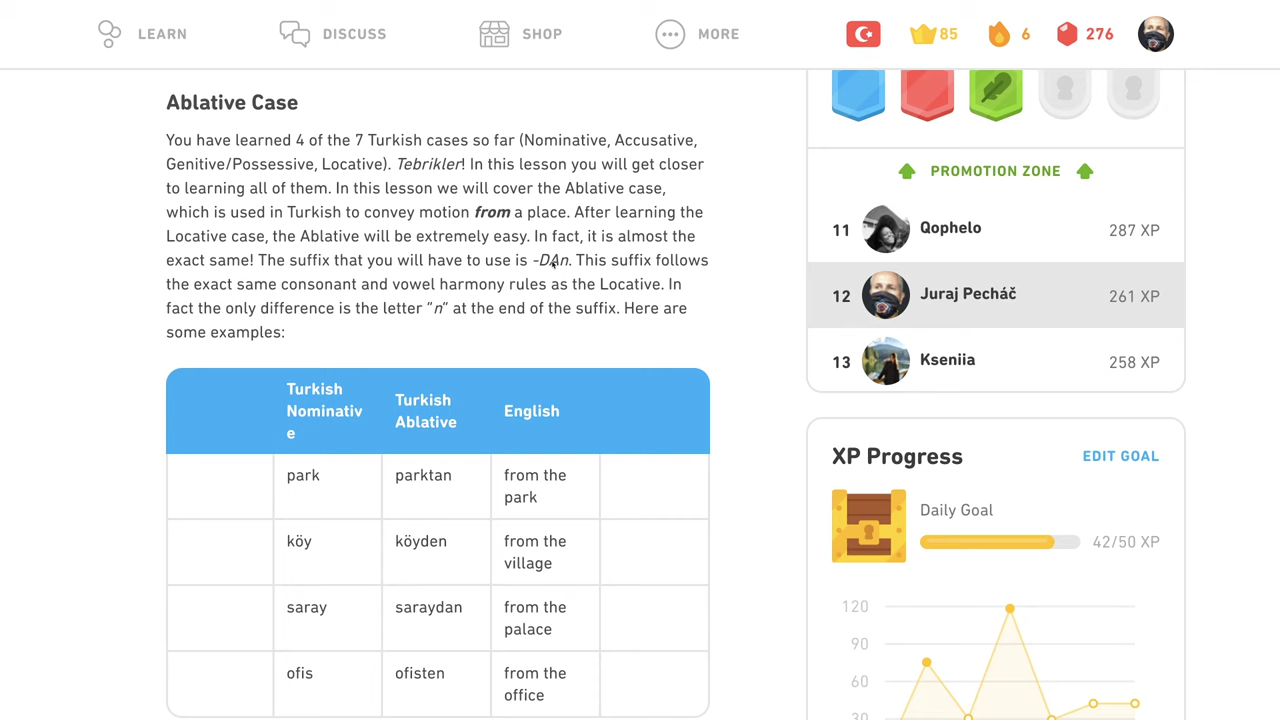 LEARN
DISCUSS
SHOP
MORE
85
6
276
Ablative Case
You have learned 4 of the 7 Turkish cases so far (Nominative, Accusative,
Genitive/Possessive, Locative). Tebrikler! In this lesson you will get closer
to learning all of them. In this lesson we will cover the Ablative case,
which is used in Turkish to convey motion from a place. After learning the
Locative case, the Ablative will be extremely easy. In fact, it is almost the
exact same! The suffix that you will have to use is -DAn. This suffix follows
the exact same consonant and vowel harmony rules as the Locative. In
fact the only difference is the letter "n" at the end of the suffix. Here are
some examples:
Turkish
Nominativ
e
Turkish
Ablative
English
park
parktan
from the
park
köy
köyden
from the
village
saray
saraydan
from the
palace
ofis
ofisten
from the
office
PROMOTION ZONE
11 Qophelo 287 XP
12 Juraj Pecháč 261 XP
13 Kseniia 258 XP
XP Progress
EDIT GOAL
Daily Goal
42/50 XP
120
90
60
30